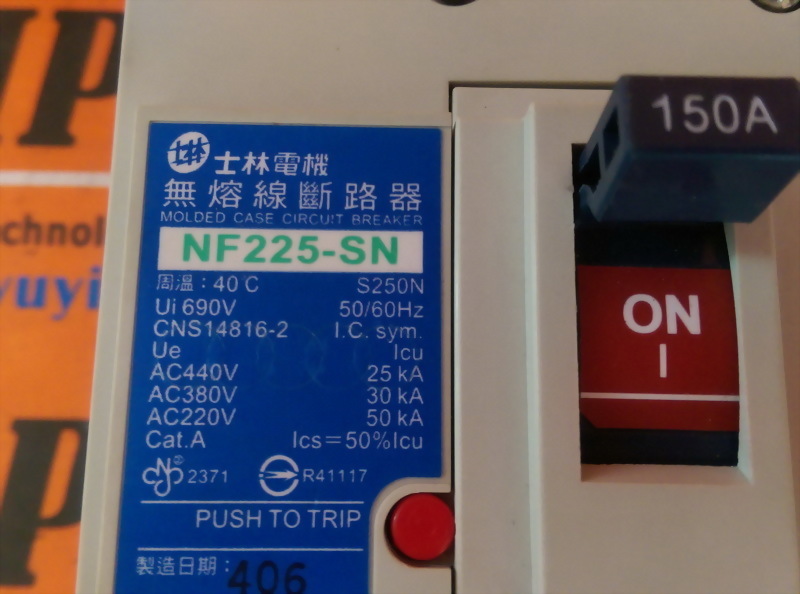 士林電機
無熔線斷路器
MOLDED CASE CIRCUIT BREAKER
NF225-SN
周溫：40℃ S250N
Ui 690V 50/60Hz
CNS14816-2 I.C. sym.
Ue Icu
AC440V 25 kA
AC380V 30 kA
AC220V 50 kA
Cat.A Ics=50%Icu
2371 R41117
PUSH TO TRIP
製造日期：406
150A
ON
I